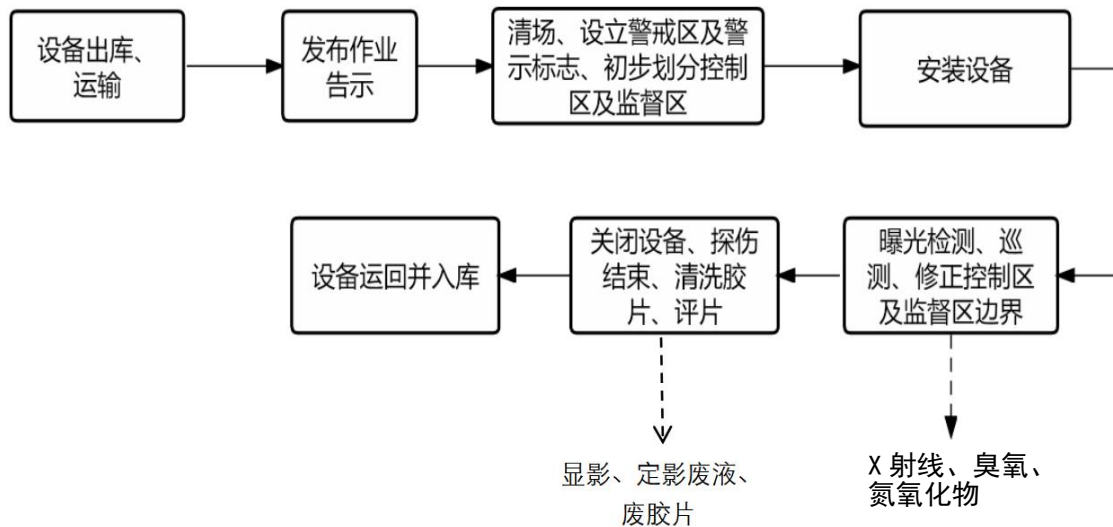 设备出库、
运输
发布作业
告示
清场、设立警戒区及警
示标志、初步划分控制
区及监督区
安装设备
设备运回并入库
关闭设备、探伤
结束、清洗胶
片、评片
曝光检测、巡
测、修正控制区
及监督区边界
显影、定影废液、
废胶片
X 射线、臭氧、
氮氧化物